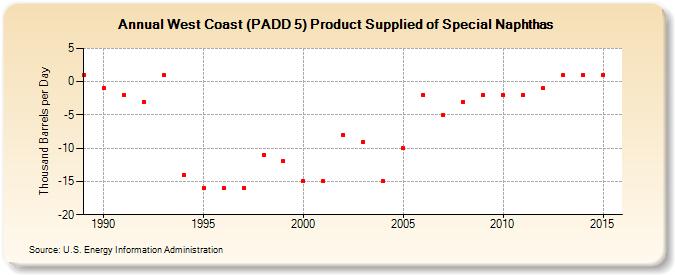 Annual West Coast (PADD 5) Product Supplied of Special Naphthas
Thousand Barrels per Day
5
0
-5
-10
-15
-20
1990 1995 2000 2005 2010 2015
Source: U.S. Energy Information Administration